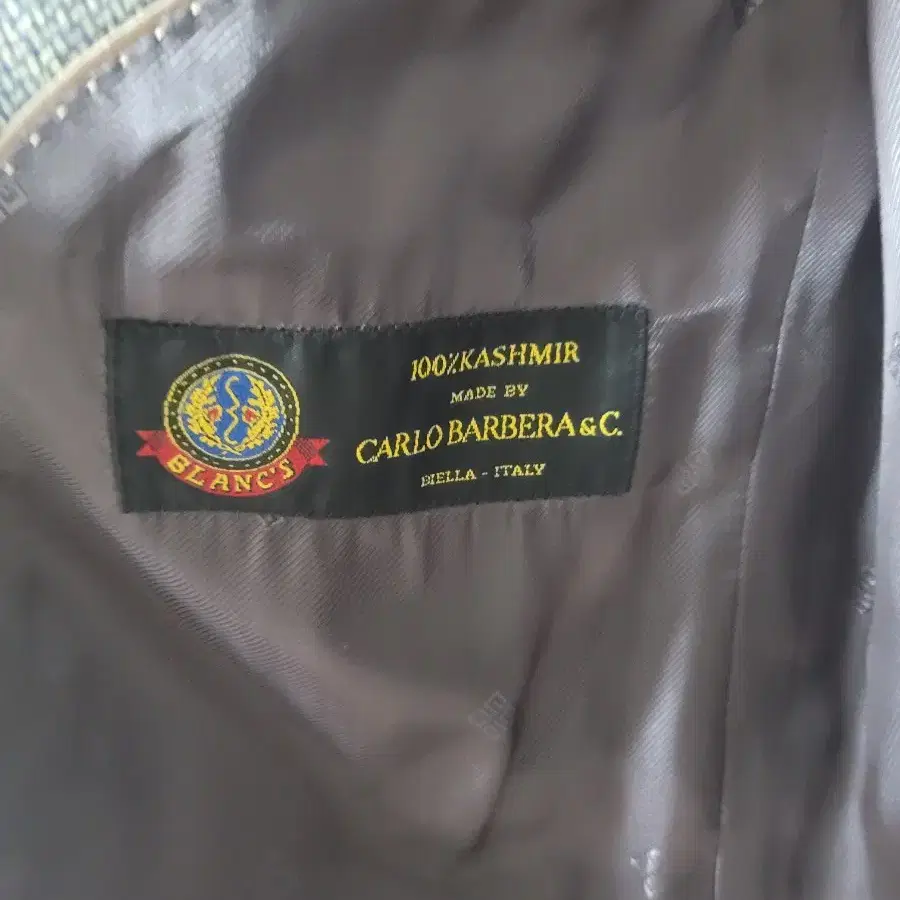 BLANC'S
100%KASHMIR
MADE BY
CARLO BARBERA & C.
BIELLA - ITALY